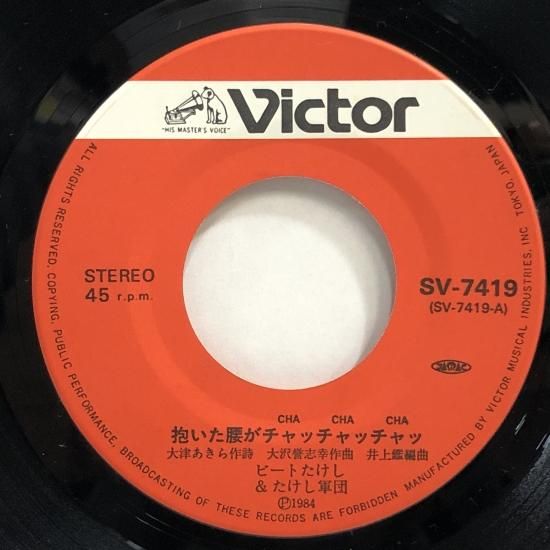 "HIS MASTER'S VOICE"
Victor
STEREO
45 r.p.m.
SV-7419
(SV-7419-A)
JASRAC
CHA CHA CHA
抱いた腰がチャッチャッチャッ
大津あきら作詩 大沢誉志幸作曲 井上鑑編曲
ビートたけし
&たけし軍団
Ⓟ1984
ALL RIGHTS RESERVED, COPYING, PUBLIC PERFORMANCE, BROADCASTING OF THESE RECORDS ARE FORBIDDEN MANUFACTURED BY VICTOR MUSICAL INDUSTRIES, INC TOKYO, JAPAN